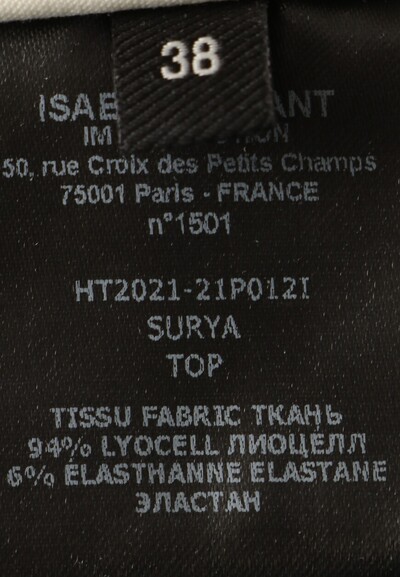 38
50, rue Croix des Petits Champs
75001 Paris - FRANCE
n°1501
HT2021-21P012I
SURYA
TOP
TISSU FABRIC ТКАНЬ
94% LYOCELL ЛИОЦЕЛЛ
6% ÉLASTHANNE ELASTANE
ЭЛАСТАН